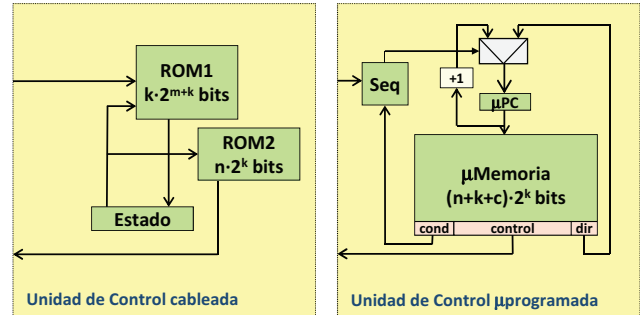 ROM1
k·2^{m+k} bits
ROM2
n·2^k bits
Estado
Unidad de Control cableada
Seq
+1
µPC
µMemoria
(n+k+c)·2^k bits
cond
control
dir
Unidad de Control µprogramada